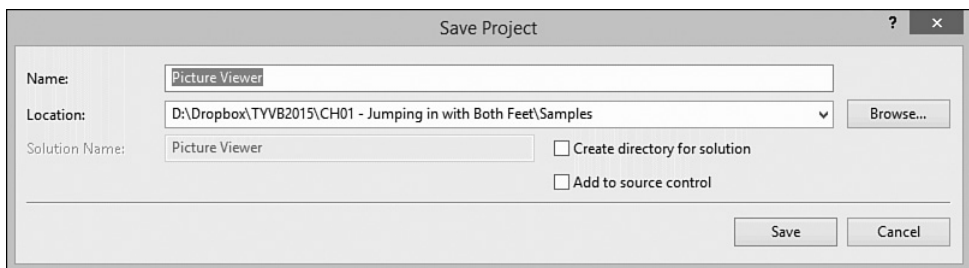 Save Project
? ×
Name: Picture Viewer
Location: D:\Dropbox\TYVB2015\CH01 - Jumping in with Both Feet\Samples Browse...
Solution Name: Picture Viewer Create directory for solution
Add to source control
Save Cancel